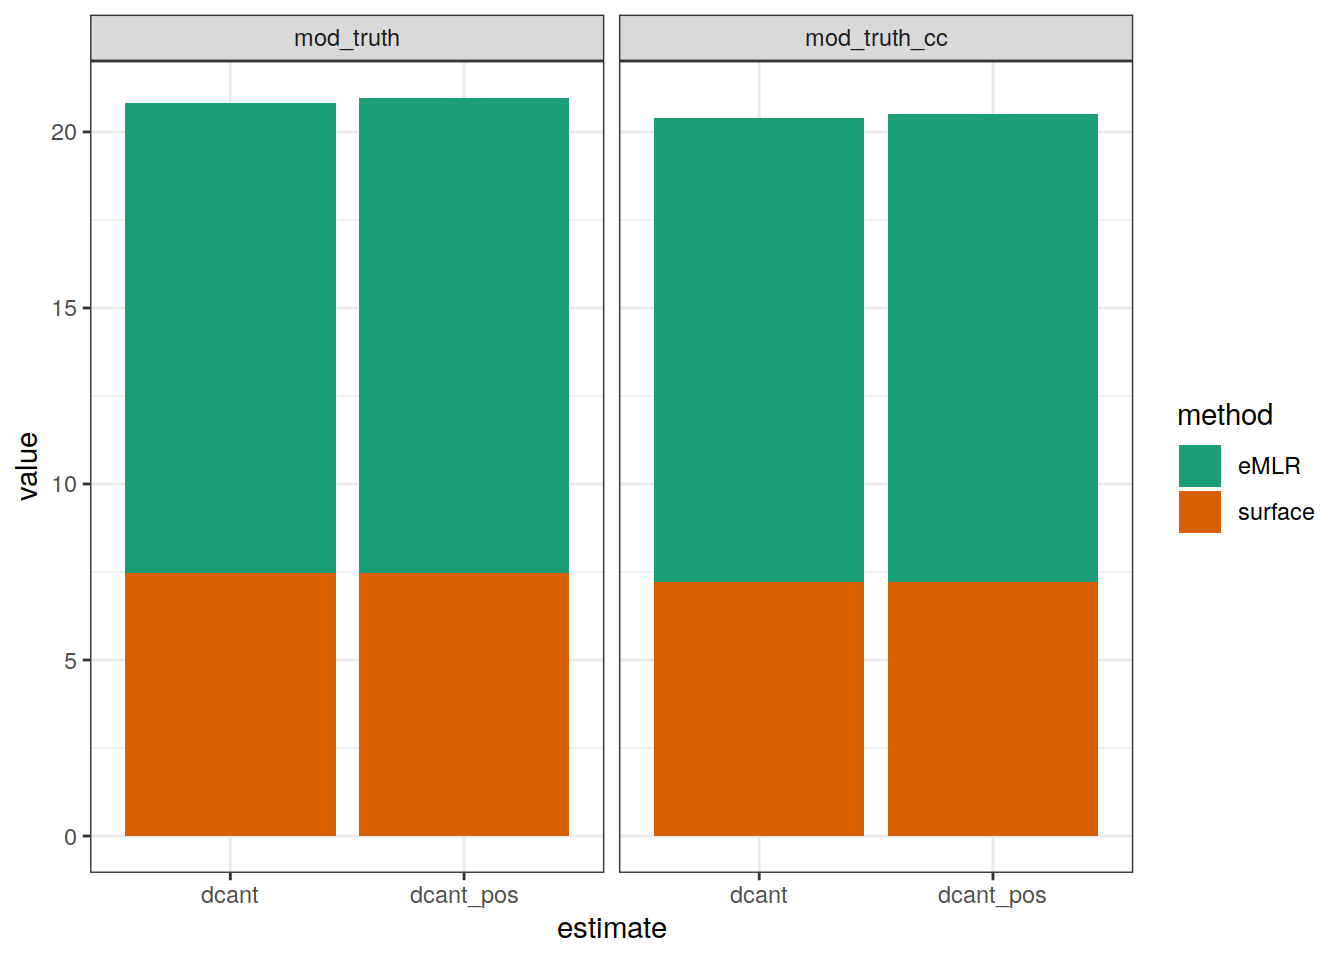 mod_truth
mod_truth_cc
20
15
10
5
0
value
dcant
dcant_pos
dcant
dcant_pos
estimate
method
eMLR
surface